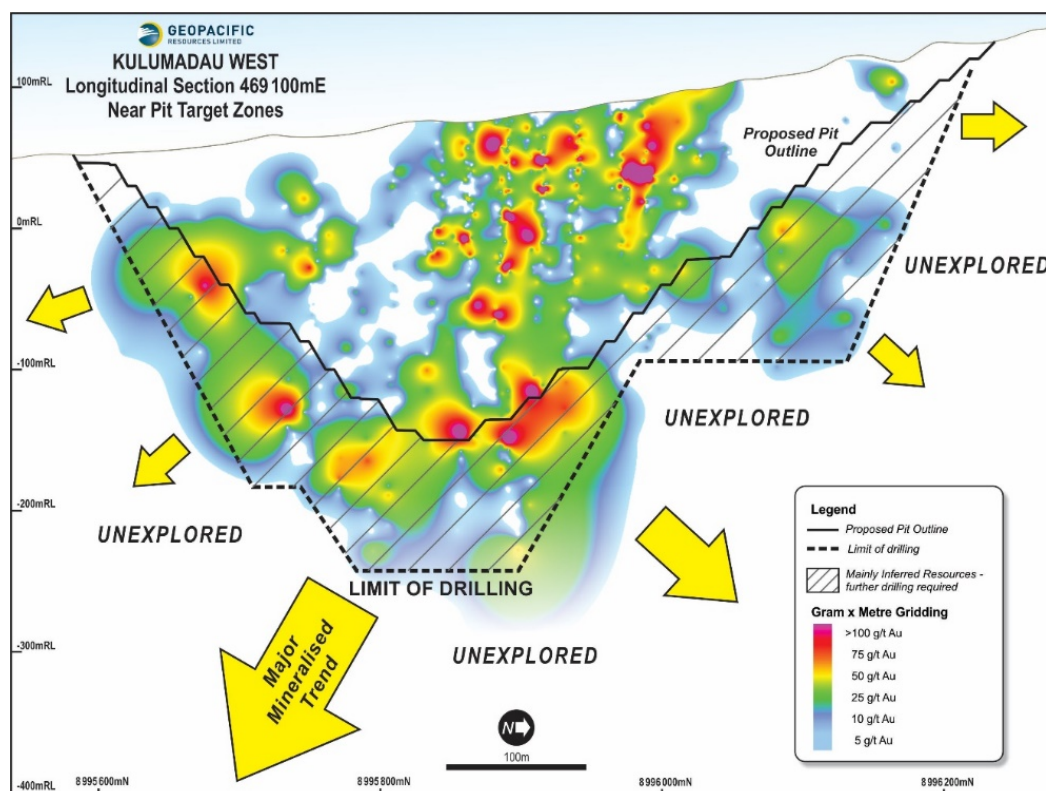 GEOPACIFIC
RESOURCES LIMITED
KULUMADAU WEST
Longitudinal Section 469 100mE
Near Pit Target Zones
100mRL
0mRL
-100mRL
-200mRL
-300mRL
-400mRL
Proposed Pit
Outline
UNEXPLORED
UNEXPLORED
UNEXPLORED
LIMIT OF DRILLING
UNEXPLORED
Major
Mineralised
Trend
N
100m
8995600mN
8995800mN
8996000mN
8996200mN
Legend
Proposed Pit Outline
Limit of drilling
Mainly Inferred Resources -
further drilling required
Gram x Metre Gridding
>100 g/t Au
75 g/t Au
50 g/t Au
25 g/t Au
10 g/t Au
5 g/t Au